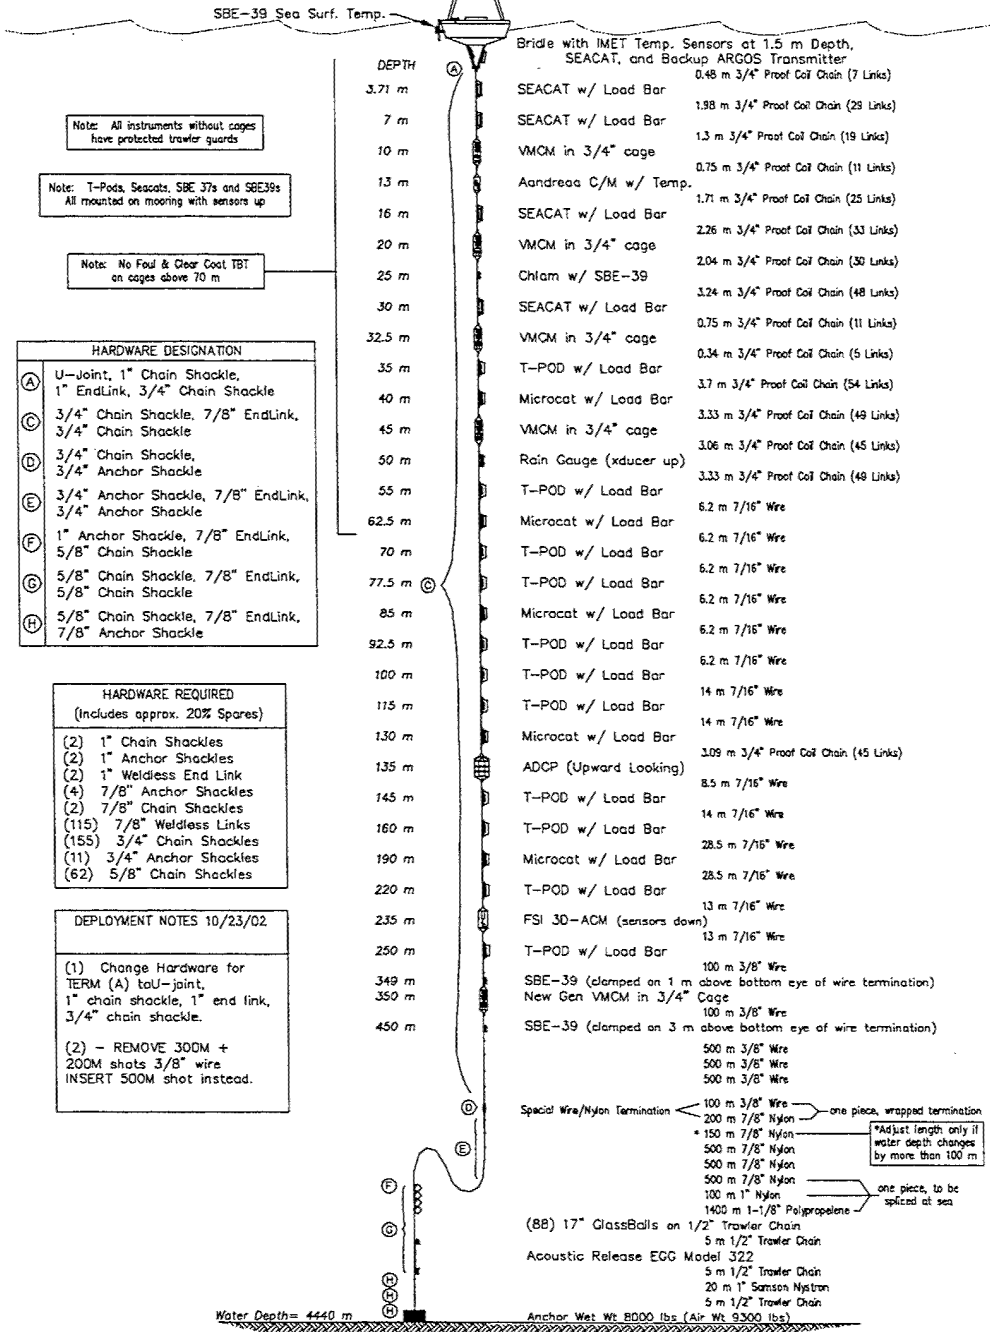 SBE-39 Sea Surf. Temp.
Bridle with IMET Temp. Sensors at 1.5 m Depth,
SEACAT, and Backup ARGOS Transmitter
DEPTH
A
0.48 m 3/4" Proof Coil Chain (7 Links)
3.71 m SEACAT w/ Load Bar
1.98 m 3/4" Proof Coil Chain (29 Links)
7 m SEACAT w/ Load Bar
1.3 m 3/4" Proof Coil Chain (19 Links)
10 m VMCM in 3/4" cage
0.75 m 3/4" Proof Coil Chain (11 Links)
13 m Aandreaa C/M w/ Temp.
1.71 m 3/4" Proof Coil Chain (25 Links)
16 m SEACAT w/ Load Bar
2.26 m 3/4" Proof Coil Chain (33 Links)
20 m VMCM in 3/4" cage
2.04 m 3/4" Proof Coil Chain (30 Links)
25 m Chlam w/ SBE-39
3.24 m 3/4" Proof Coil Chain (48 Links)
30 m SEACAT w/ Load Bar
0.75 m 3/4" Proof Coil Chain (11 Links)
32.5 m VMCM in 3/4" cage
0.34 m 3/4" Proof Coil Chain (5 Links)
35 m T-POD w/ Load Bar
3.7 m 3/4" Proof Coil Chain (54 Links)
40 m Microcat w/ Load Bar
3.33 m 3/4" Proof Coil Chain (49 Links)
45 m VMCM in 3/4" cage
3.06 m 3/4" Proof Coil Chain (45 Links)
50 m Rain Gauge (xducer up)
3.33 m 3/4" Proof Coil Chain (49 Links)
55 m T-POD w/ Load Bar
6.2 m 7/16" Wire
62.5 m Microcat w/ Load Bar
6.2 m 7/16" Wire
70 m T-POD w/ Load Bar
6.2 m 7/16" Wire
77.5 m C T-POD w/ Load Bar
6.2 m 7/16" Wire
85 m Microcat w/ Load Bar
6.2 m 7/16" Wire
92.5 m T-POD w/ Load Bar
6.2 m 7/16" Wire
100 m T-POD w/ Load Bar
14 m 7/16" Wire
115 m T-POD w/ Load Bar
14 m 7/16" Wire
130 m Microcat w/ Load Bar
3.09 m 3/4" Proof Coil Chain (45 Links)
135 m ADCP (Upward Looking)
8.5 m 7/16" Wire
145 m T-POD w/ Load Bar
14 m 7/16" Wire
160 m T-POD w/ Load Bar
28.5 m 7/16" Wire
190 m Microcat w/ Load Bar
28.5 m 7/16" Wire
220 m T-POD w/ Load Bar
13 m 7/16" Wire
235 m FSI 3D-ACM (sensors down)
13 m 7/16" Wire
250 m T-POD w/ Load Bar
100 m 3/8" Wire
349 m SBE-39 (clamped on 1 m above bottom eye of wire termination)
350 m New Gen VMCM in 3/4" Cage
100 m 3/8" Wire
450 m SBE-39 (clamped on 3 m above bottom eye of wire termination)
500 m 3/8" Wire
500 m 3/8" Wire
500 m 3/8" Wire
D
Special Wire/Nylon Termination
100 m 3/8" Wire
200 m 7/8" Nylon
one piece, wrapped termination
* 150 m 7/8" Nylon
*Adjust length only if
water depth changes
by more than 100 m
E
500 m 7/8" Nylon
500 m 7/8" Nylon
500 m 7/8" Nylon
100 m 1" Nylon
1400 m 1-1/8" Polypropelene
one piece, to be
spliced at sea
F
(88) 17" GlassBalls on 1/2" Trawler Chain
G
5 m 1/2" Trawler Chain
Acoustic Release EGG Model 322
5 m 1/2" Trawler Chain
H
20 m 1" Samson Nystron
H
5 m 1/2" Trawler Chain
H
Water Depth= 4440 m
Anchor Wet Wt 8000 lbs (Air Wt 9300 lbs)
Note: All instruments without cages
have protected trawler guards
Note: T-Pods, Seacats, SBE 37s and SBE39s
All mounted on mooring with sensors up
Note: No Foul & Clear Coat TBT
on cages above 70 m
HARDWARE DESIGNATION
A U-Joint, 1" Chain Shackle,
1" EndLink, 3/4" Chain Shackle
C 3/4" Chain Shackle, 7/8" EndLink,
3/4" Chain Shackle
D 3/4" Chain Shackle,
3/4" Anchor Shackle
E 3/4" Anchor Shackle, 7/8" EndLink,
3/4" Anchor Shackle
F 1" Anchor Shackle, 7/8" EndLink,
5/8" Chain Shackle
G 5/8" Chain Shackle, 7/8" EndLink,
5/8" Chain Shackle
H 5/8" Chain Shackle, 7/8" EndLink,
7/8" Anchor Shackle
HARDWARE REQUIRED
(Includes approx. 20% Spares)
(2) 1" Chain Shackles
(2) 1" Anchor Shackles
(2) 1" Weldless End Link
(4) 7/8" Anchor Shackles
(2) 7/8" Chain Shackles
(115) 7/8" Weldless Links
(155) 3/4" Chain Shackles
(11) 3/4" Anchor Shackles
(62) 5/8" Chain Shackles
DEPLOYMENT NOTES 10/23/02
(1) Change Hardware for
TERM (A) toU-joint,
1" chain shackle, 1" end link,
3/4" chain shackle.
(2) - REMOVE 300M +
200M shots 3/8" wire
INSERT 500M shot instead.